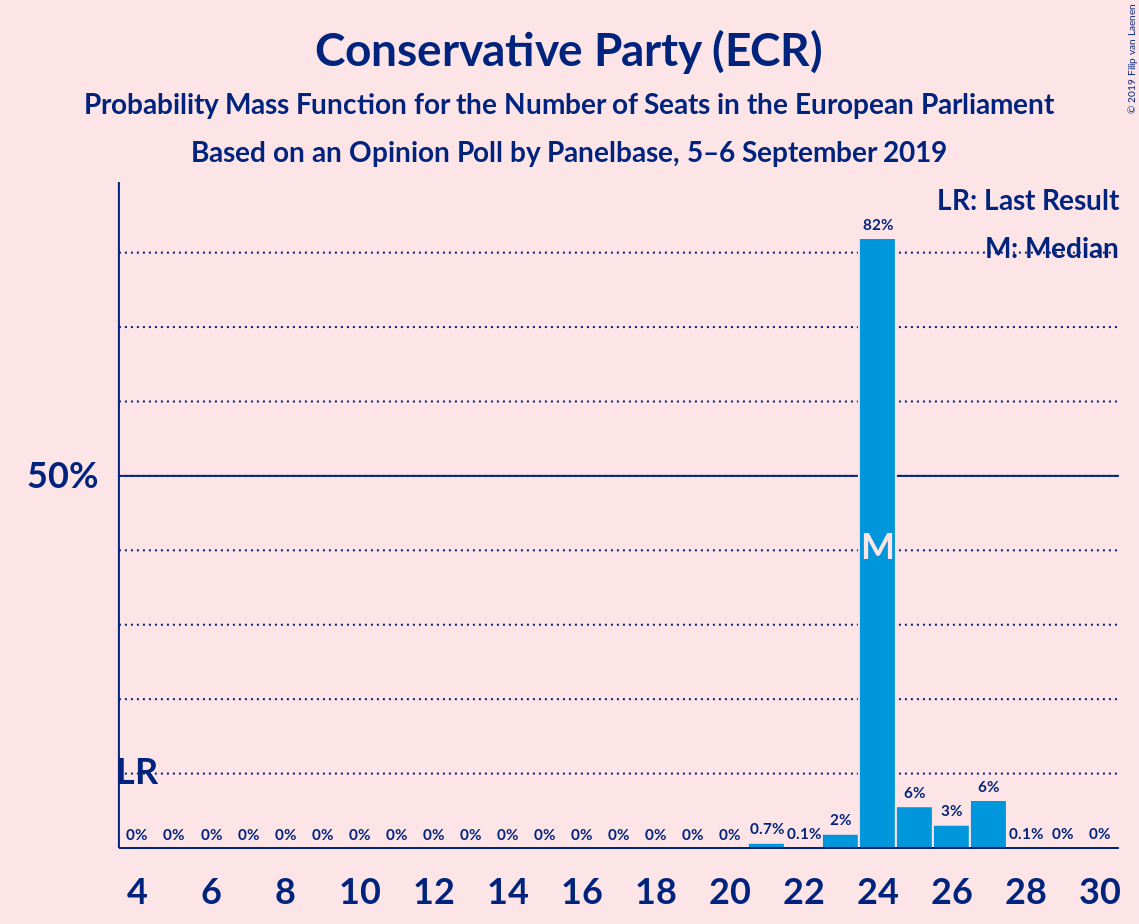 Conservative Party (ECR)
Probability Mass Function for the Number of Seats in the European Parliament
Based on an Opinion Poll by Panelbase, 5–6 September 2019
© 2019 Filip van Laenen
LR: Last Result
M: Median
82%
50%
M
LR
0% 0% 0% 0% 0% 0% 0% 0% 0% 0% 0% 0% 0% 0% 0% 0% 0% 0.7% 0.1% 2% 6% 3% 6% 0.1% 0% 0%
4 6 8 10 12 14 16 18 20 22 24 26 28 30